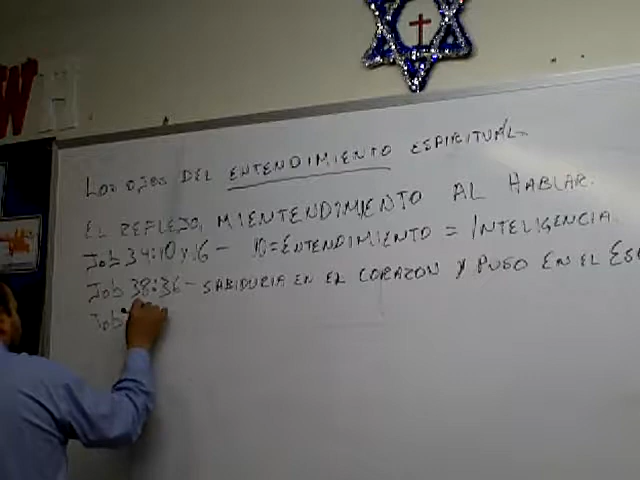 W
LOS OJOS DEL ENTENDIMIENTO ESPIRITUAL.
EL REFLEJO, MI ENTENDIMIENTO AL HABLAR.
Job 34:10 y 16 - 10 = ENTENDIMIENTO = INTELIGENCIA.
Job 38:36 - SABIDURIA EN EL CORAZON Y PUSO EN EL ES
Job